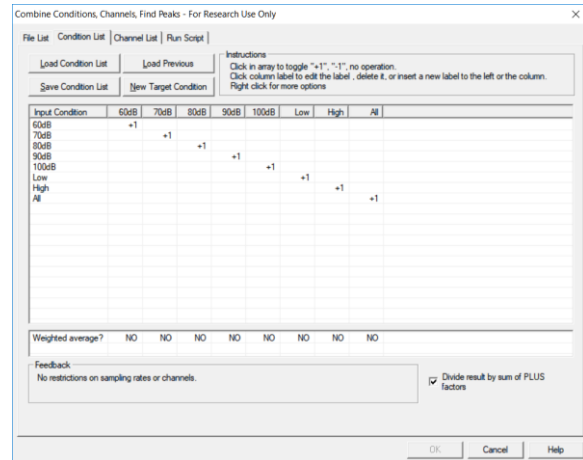 Combine Conditions, Channels, Find Peaks - For Research Use Only
File List Condition List Channel List Run Script
Load Condition List Load Previous
Save Condition List New Target Condition
Instructions
Click in array to toggle "+1", "-1", no operation.
Click column label to edit the label , delete it, or insert a new label to the left or the column.
Right click for more options
Input Condition 60dB 70dB 80dB 90dB 100dB Low High All
60dB +1
70dB +1
80dB +1
90dB +1
100dB +1
Low +1
High +1
All +1
Weighted average? NO NO NO NO NO NO NO NO
Feedback
No restrictions on sampling rates or channels.
Divide result by sum of PLUS
factors
OK Cancel Help